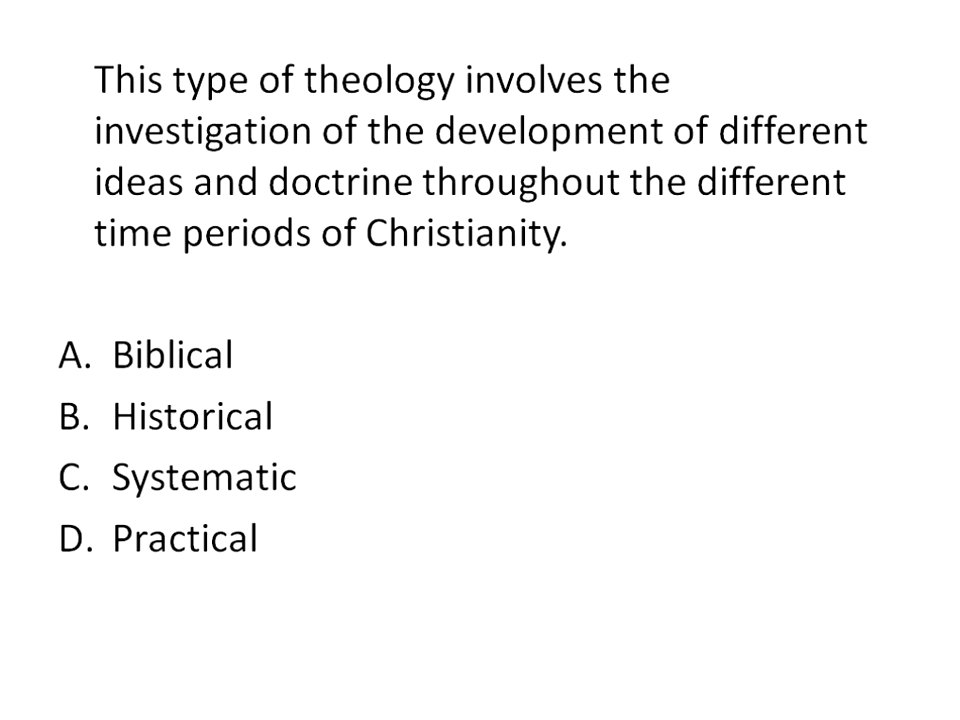 This type of theology involves the
investigation of the development of different
ideas and doctrine throughout the different
time periods of Christianity.
A. Biblical
B. Historical
C. Systematic
D. Practical